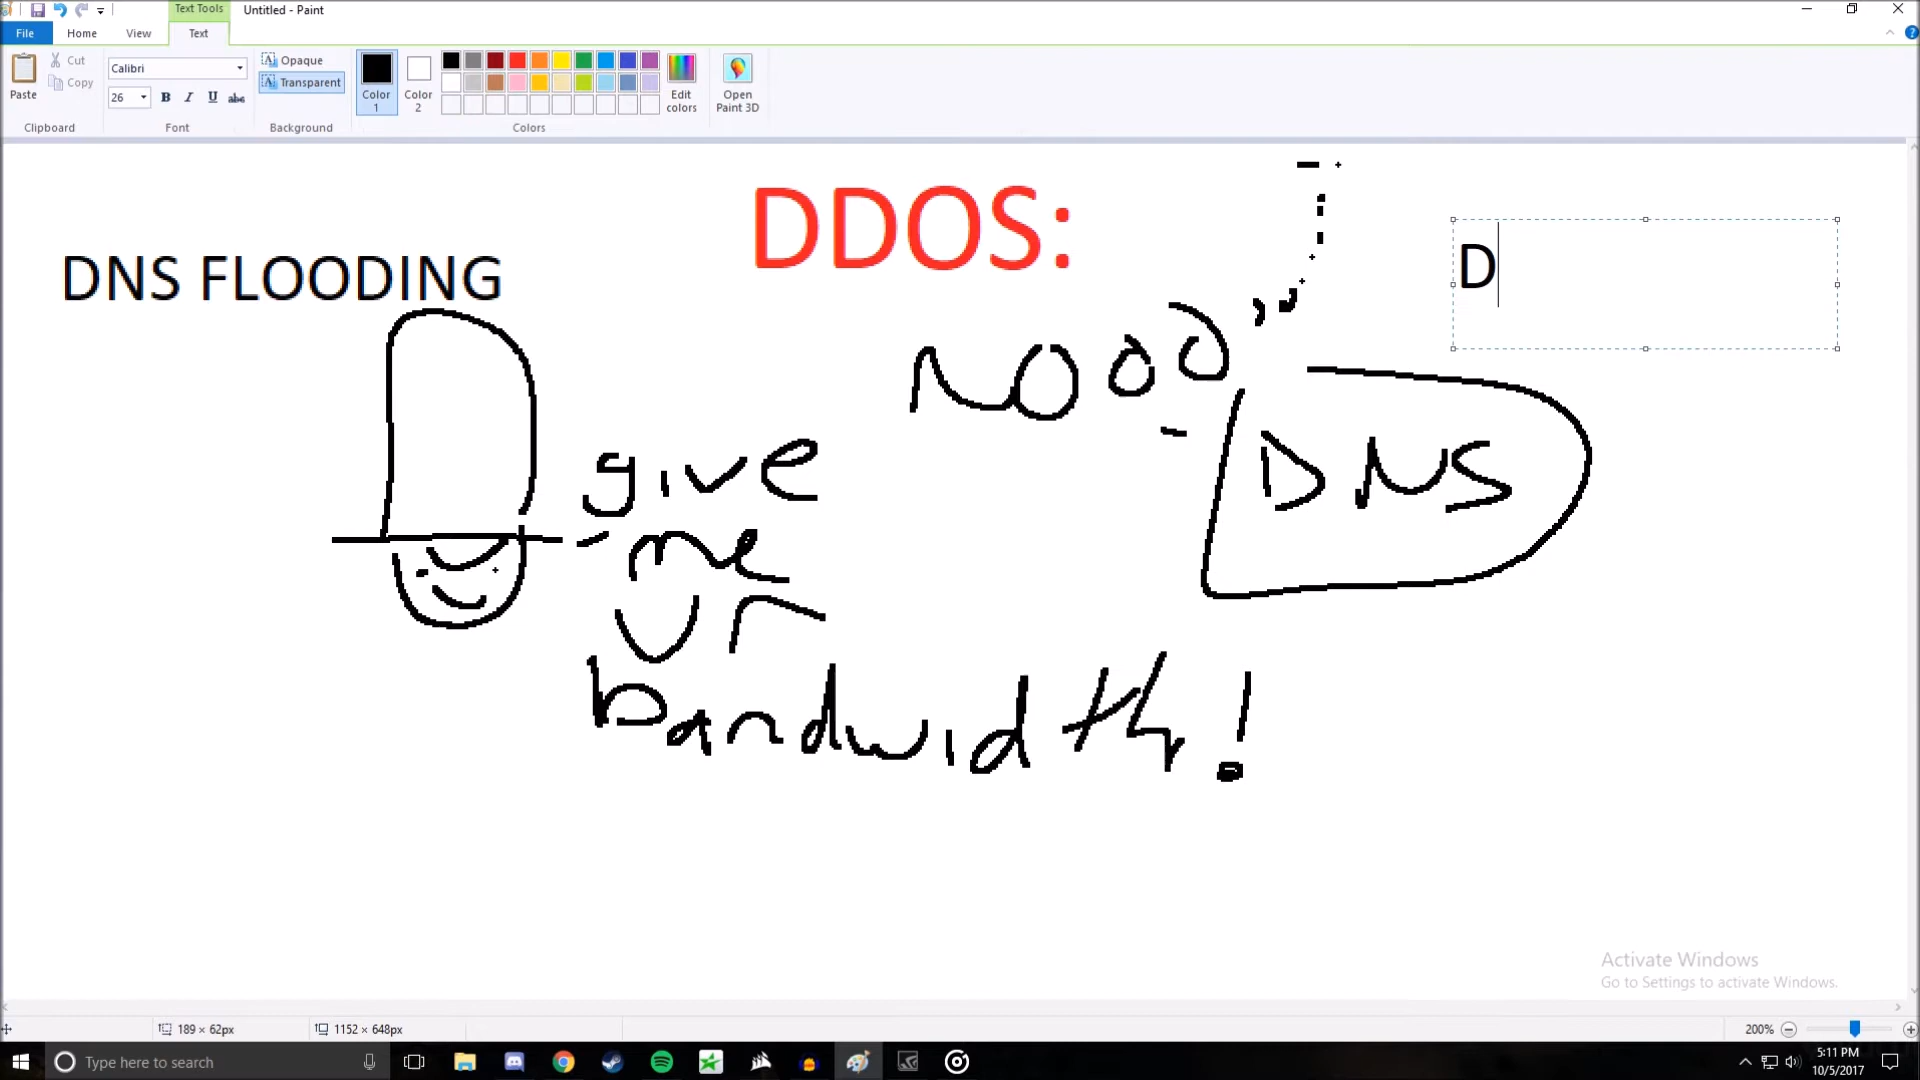 Text Tools
Untitled - Paint
File
Home
View
Text
Paste
Cut
Copy
Clipboard
Calibri
26
B I U abc
Font
Opaque
Transparent
Background
Color 1
Color 2
Edit colors
Colors
Open Paint 3D
DDOS:
DNS FLOODING
D
NOOO
DNS
give
me
ur
bandwidth!
Activate Windows
Go to Settings to activate Windows.
189 × 62px
1152 × 648px
200%
Type here to search
5:11 PM
10/5/2017